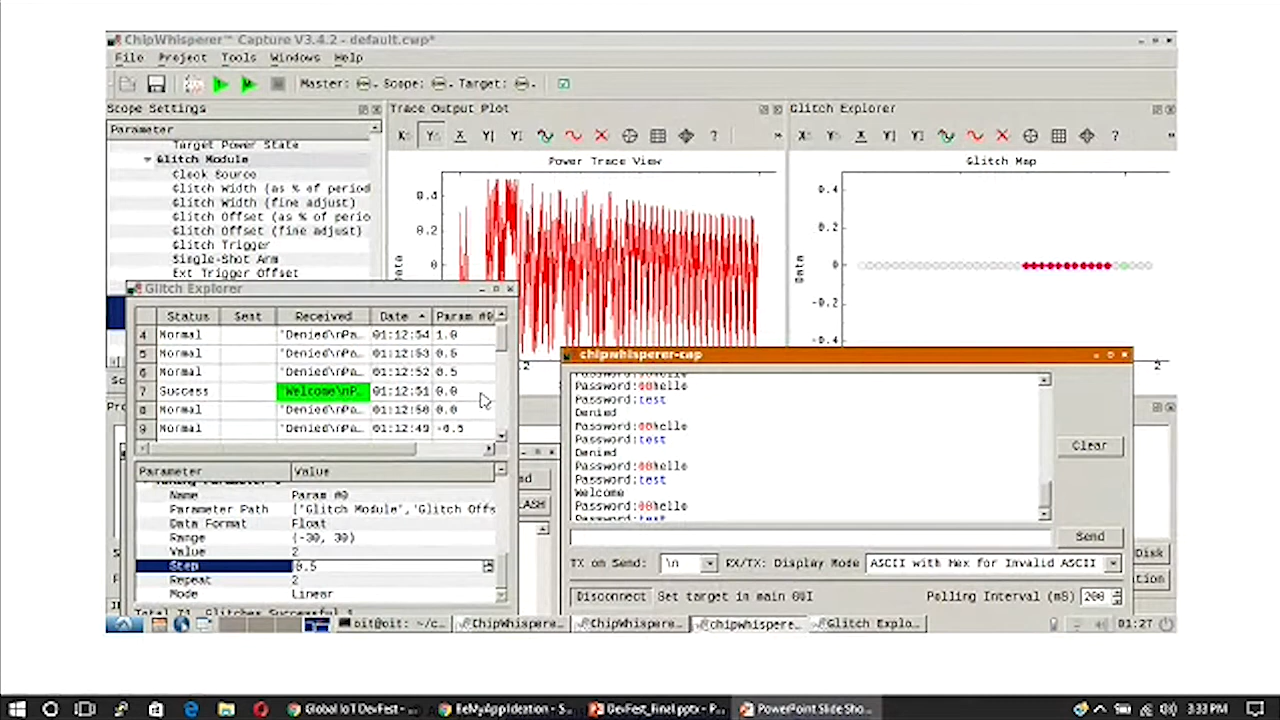 ChipWhisperer™ Capture V3.4.2 - default.cwp*
File Project Tools Windows Help
Master: Scope: Target:
Scope Settings
Trace Output Plot
Glitch Explorer
Parameter
Target Power State
Glitch Module
Clock Source
Glitch Width (as % of period
Glitch Width (fine adjust)
Glitch Offset (as % of perio
Glitch Offset (fine adjust)
Glitch Trigger
Single-Shot Arm
Ext Trigger Offset
Power Trace View
0.4
0.2
0
Data
Glitch Map
0.4
0.2
0
-0.2
-0.4
Data
2
Glitch Explorer
Status Sent Received Date Param #0
4 Normal 'Denied\nPa... 01:12:54 1.0
5 Normal 'Denied\nPa... 01:12:53 0.5
6 Normal 'Denied\nPa... 01:12:52 0.5
7 Success 'Welcome\nP... 01:12:51 0.0
8 Normal 'Denied\nPa... 01:12:50 0.0
9 Normal 'Denied\nPa... 01:12:49 -0.5
Parameter Value
Name Param #0
Parameter Path ['Glitch Module','Glitch Offs
Data Format Float
Range (-30, 30)
Value 2
Step 0.5
Repeat 2
Mode Linear
chipwhisperer-cap
Password:00hello
Password:test
Denied
Password:00hello
Password:test
Denied
Password:00hello
Password:test
Welcome
Password:00hello
Password:test
Clear
Send
TX on Send: \n RX/TX: Display Mode ASCII with Hex for Invalid ASCII
Disconnect Set target in main GUI Polling Interval (mS) 200
oit@oit: ~/c... ChipWhispere... ChipWhispere... chipwhispere... Glitch Explo... 01:27
Global IoT DevFest - BeMyAppIdeation - S... DevFest_Final.pptx - P... PowerPoint Slide Sho... 3:33 PM